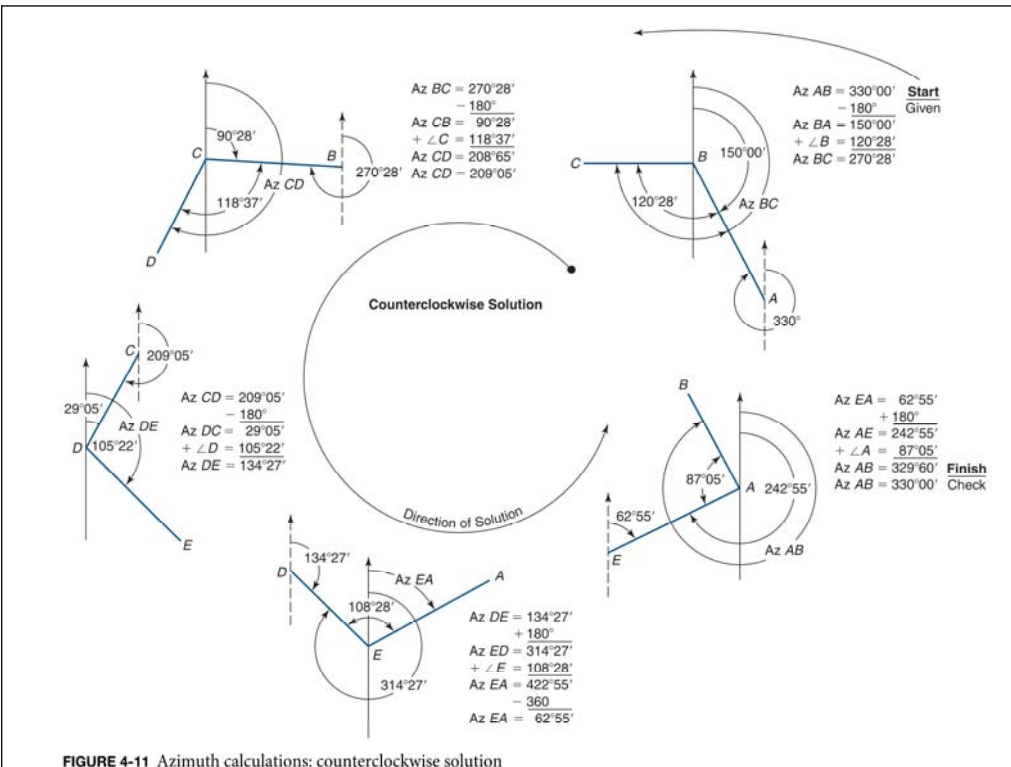 Az AB = 330°00′ Start
− 180° Given
Az BA − 150°00′
+ ∠B = 120°28′
Az BC = 270°28′
C
B
150°00′
120°28′
Az BC
A
330°
Az BC = 270°28′
− 180°
Az CB = 90°28′
+ ∠C = 118°37′
Az CD = 208°65′
Az CD − 209°05′
90°28′
C
B
270°28′
Az CD
118°37′
D
Counterclockwise Solution
Direction of Solution
C
209°05′
29°05′
Az DE
D
105°22′
E
Az CD = 209°05′
− 180°
Az DC = 29°05′
+ ∠D = 105°22′
Az DE = 134°27′
134°27′
D
Az EA
A
108°28′
E
314°27′
Az DE = 134°27′
+ 180°
Az ED = 314°27′
+ ∠E = 108°28′
Az EA = 422°55′
− 360
Az EA = 62°55′
B
87°05′
A
242°55′
62°55′
E
Az AB
Az EA = 62°55′
+ 180°
Az AE = 242°55′
+ ∠A = 87°05′
Az AB = 329°60′ Finish
Az AB = 330°00′ Check
FIGURE 4-11 Azimuth calculations: counterclockwise solution